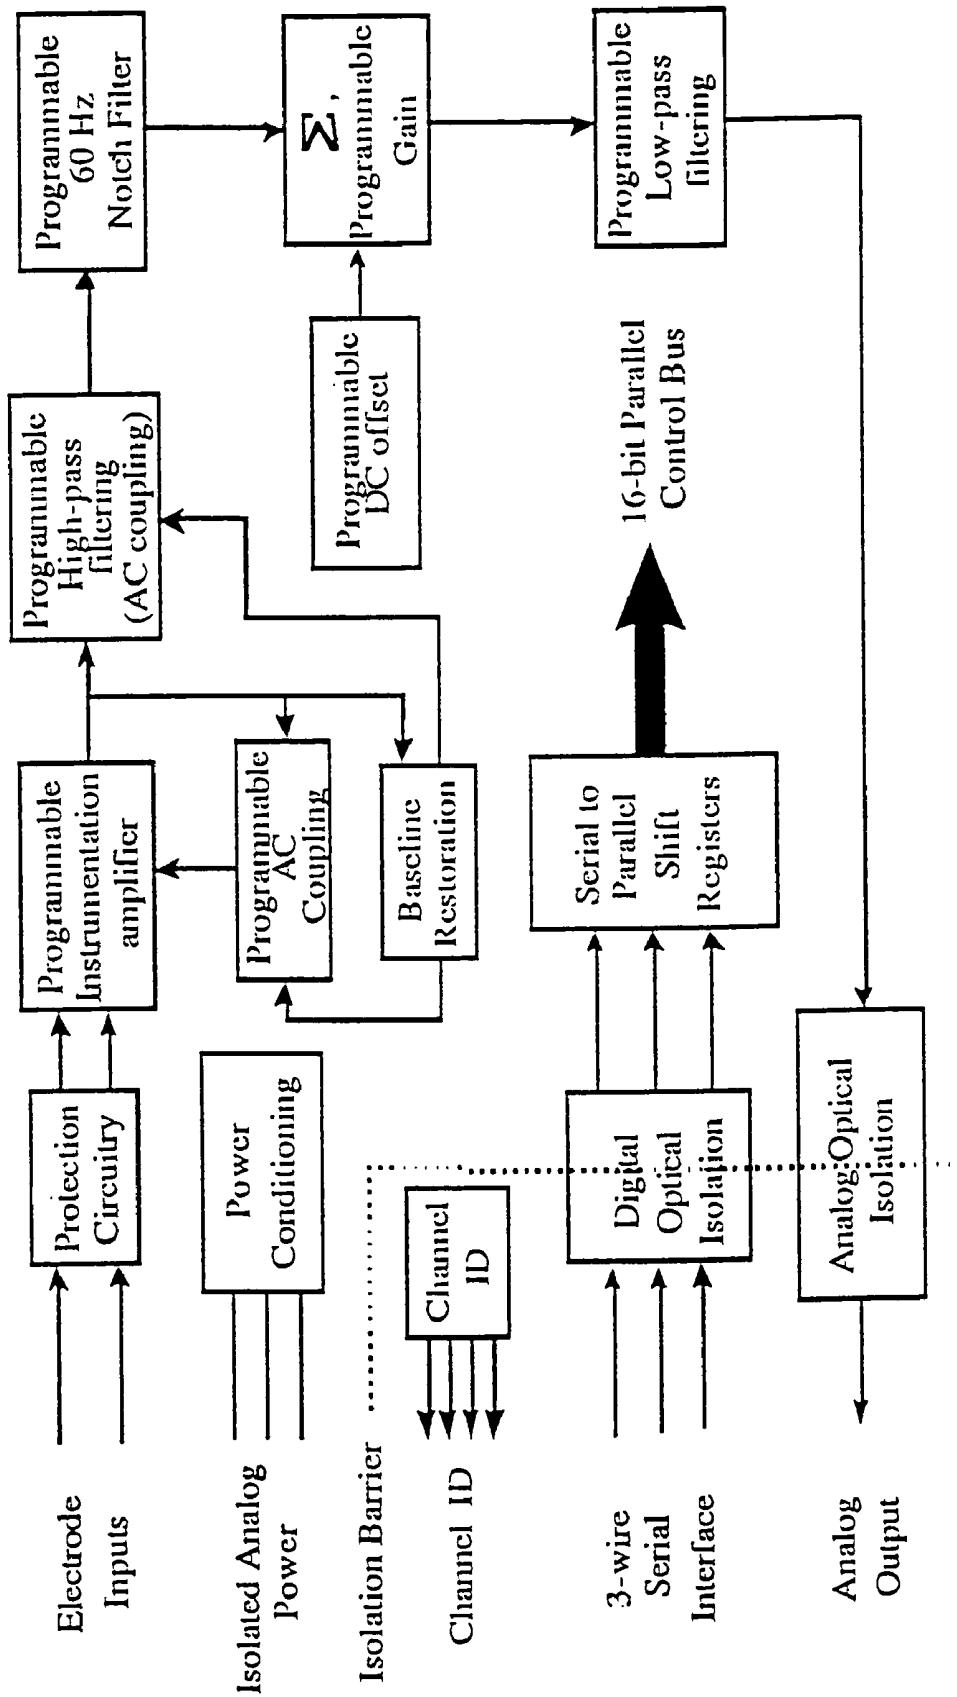 Electrode
Inputs
Protection
Circuitry
Programmable
Instrumentation
amplifier
Programmable
High-pass
filtering
(AC coupling)
Programmable
60 Hz
Notch Filter
Isolated Analog
Power
Power
Conditioning
Programmable
AC
Coupling
Baseline
Restoration
Programmable
DC offset
Σ,
Programmable
Gain
Isolation Barrier
Channel ID
Channel
ID
3-wire
Serial
Interface
Digital
Optical
Isolation
Serial to
Parallel
Shift
Registers
16-bit Parallel
Control Bus
Programmable
Low-pass
filtering
Analog
Output
Analog Optical
Isolation